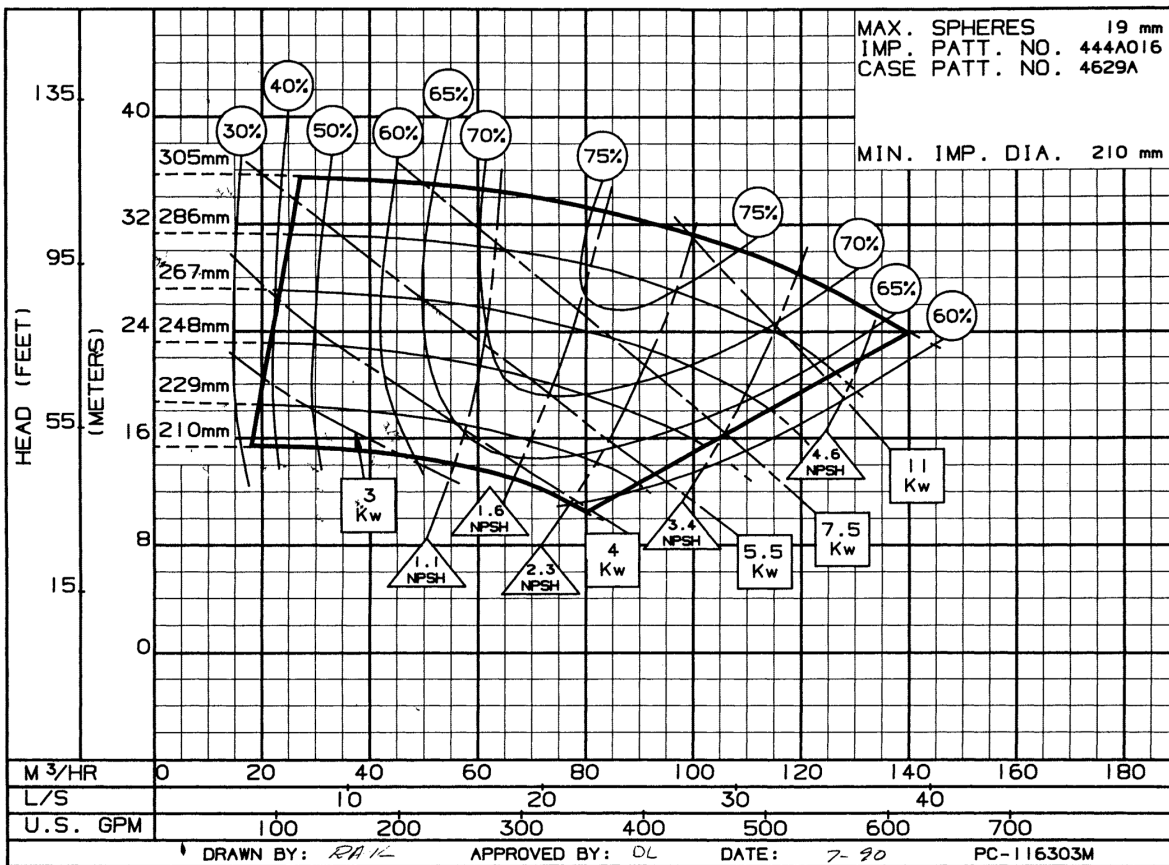 MAX. SPHERES 19 mm
IMP. PATT. NO. 444A016
CASE PATT. NO. 4629A
MIN. IMP. DIA. 210 mm
HEAD (FEET)
135
95
55
15
(METERS)
40
32
24
16
8
0
30%
40%
50%
60%
65%
70%
75%
75%
70%
65%
60%
305mm
286mm
267mm
248mm
229mm
210mm
3 Kw
4 Kw
5.5 Kw
7.5 Kw
11 Kw
1.1 NPSH
1.6 NPSH
2.3 NPSH
3.4 NPSH
4.6 NPSH
M³/HR 0 20 40 60 80 100 120 140 160 180
L/S 10 20 30 40
U.S. GPM 100 200 300 400 500 600 700
DRAWN BY: APPROVED BY: DL DATE: 7-90 PC-116303M